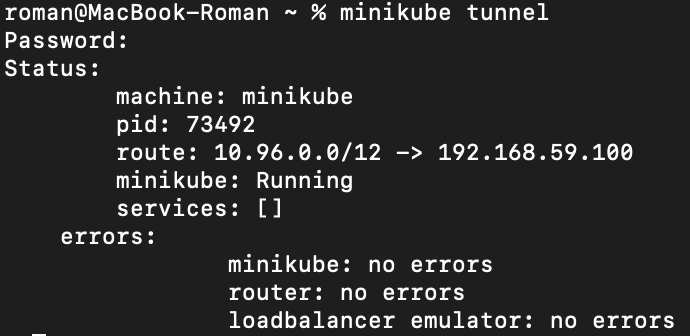 roman@MacBook-Roman ~ % minikube tunnel
Password:
Status:
machine: minikube
pid: 73492
route: 10.96.0.0/12 -> 192.168.59.100
minikube: Running
services: []
errors:
minikube: no errors
router: no errors
loadbalancer emulator: no errors